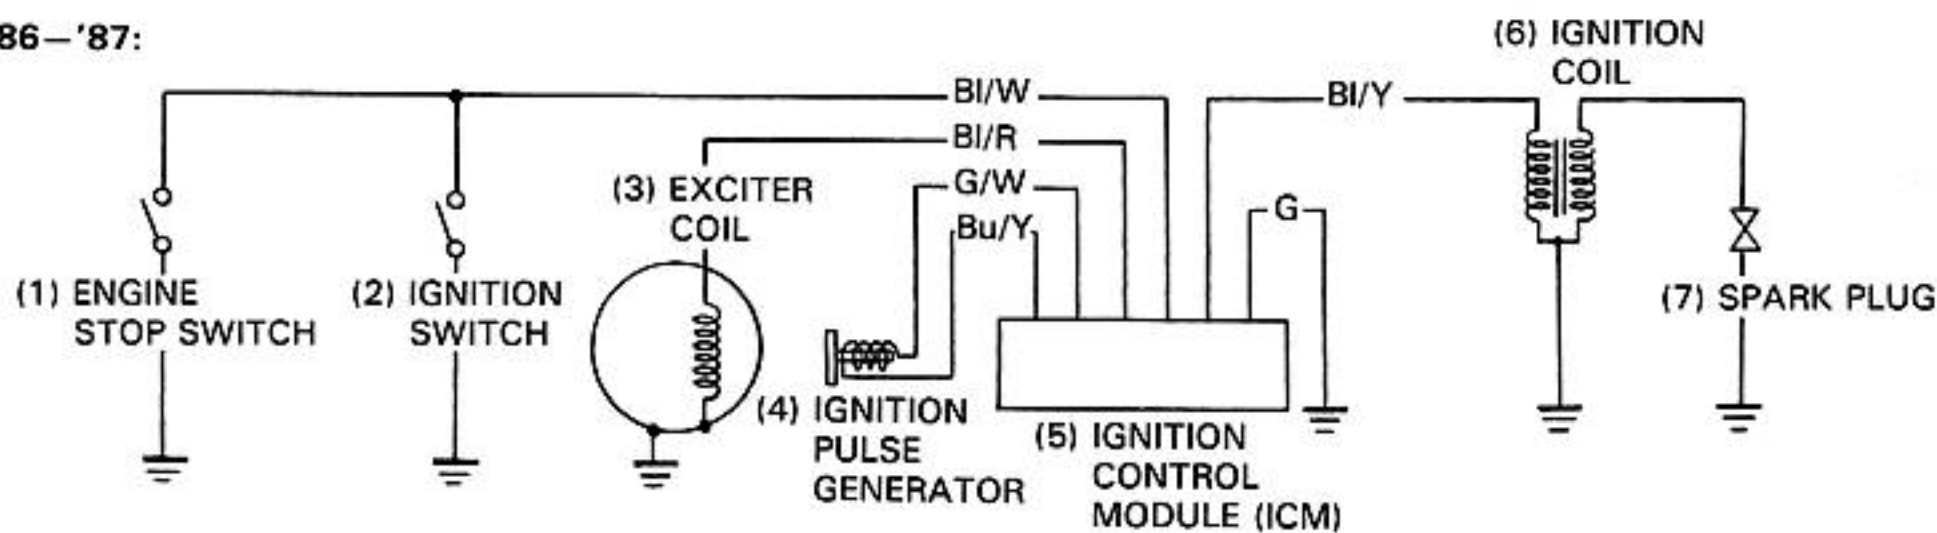 86—'87:
(6) IGNITION
COIL
Bl/W
Bl/Y
Bl/R
(3) EXCITER
COIL
G/W
G
Bu/Y
(1) ENGINE
STOP SWITCH
(2) IGNITION
SWITCH
(7) SPARK PLUG
(4) IGNITION
PULSE
GENERATOR
(5) IGNITION
CONTROL
MODULE (ICM)